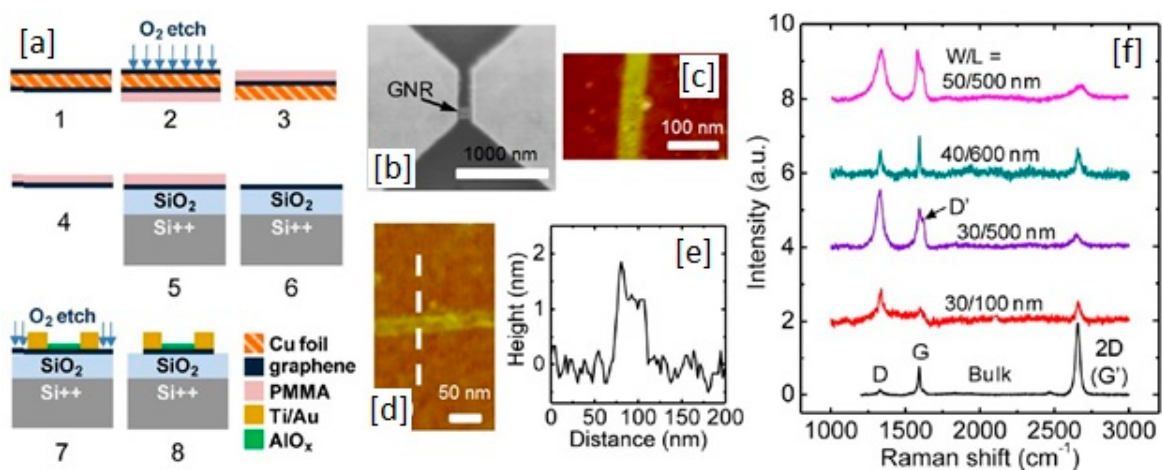 [a]
O₂ etch
1
2
3
4
SiO₂
Si++
5
SiO₂
Si++
6
O₂ etch
SiO₂
Si++
7
SiO₂
Si++
8
Cu foil
graphene
PMMA
Ti/Au
AlOₓ
[b]
GNR
1000 nm
[c]
100 nm
[d]
50 nm
[e]
Height (nm)
2
1
0
0 50 100 150 200
Distance (nm)
[f]
Intensity (a.u.)
10
8
6
4
2
0
W/L =
50/500 nm
40/600 nm
D'
30/500 nm
30/100 nm
D
G
Bulk
2D
(G')
1000 1500 2000 2500 3000
Raman shift (cm⁻¹)